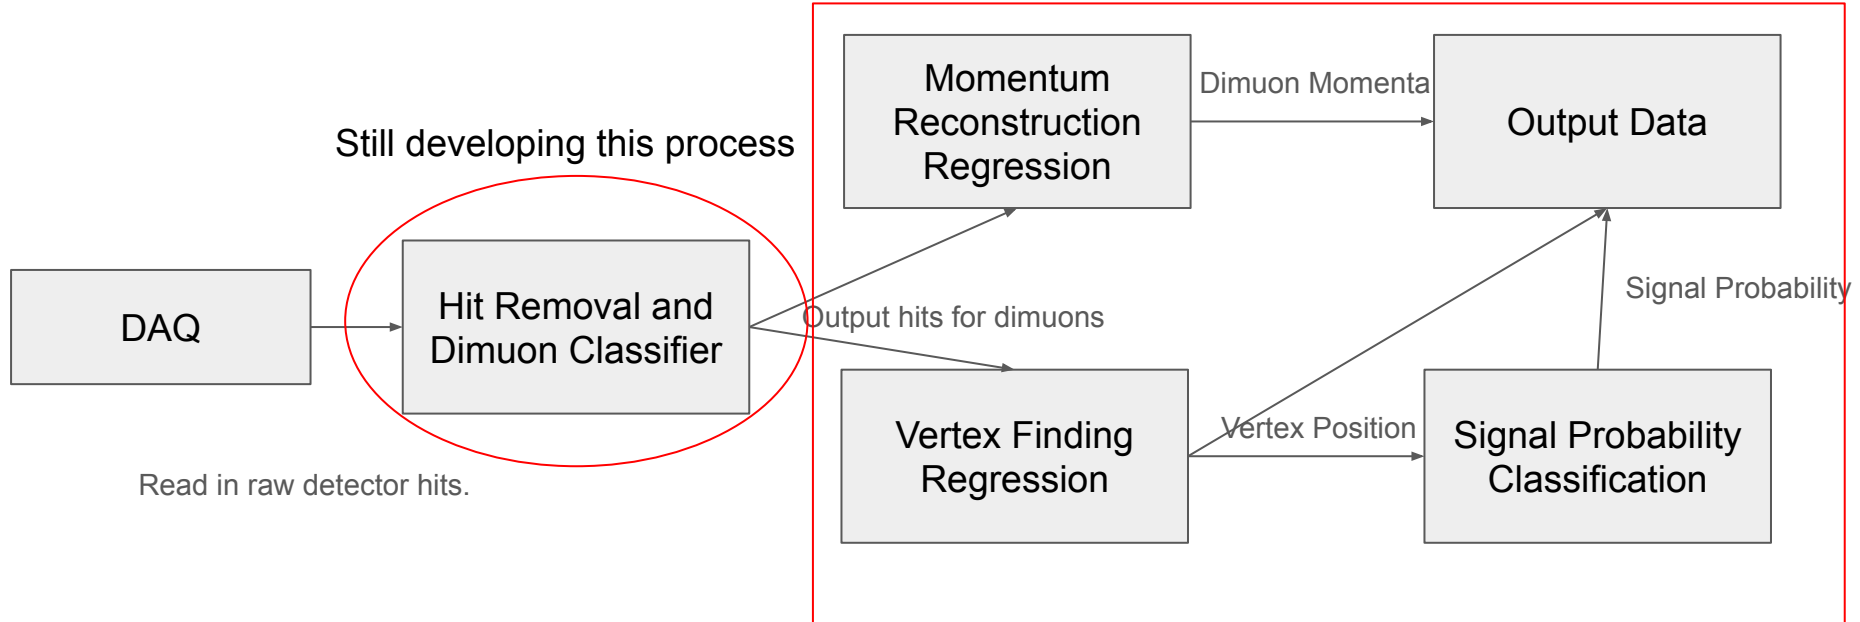 Still developing this process
DAQ
Read in raw detector hits.
Hit Removal and
Dimuon Classifier
Output hits for dimuons
Momentum
Reconstruction
Regression
Dimuon Momenta
Output Data
Vertex Finding
Regression
Vertex Position
Signal Probability
Classification
Signal Probability